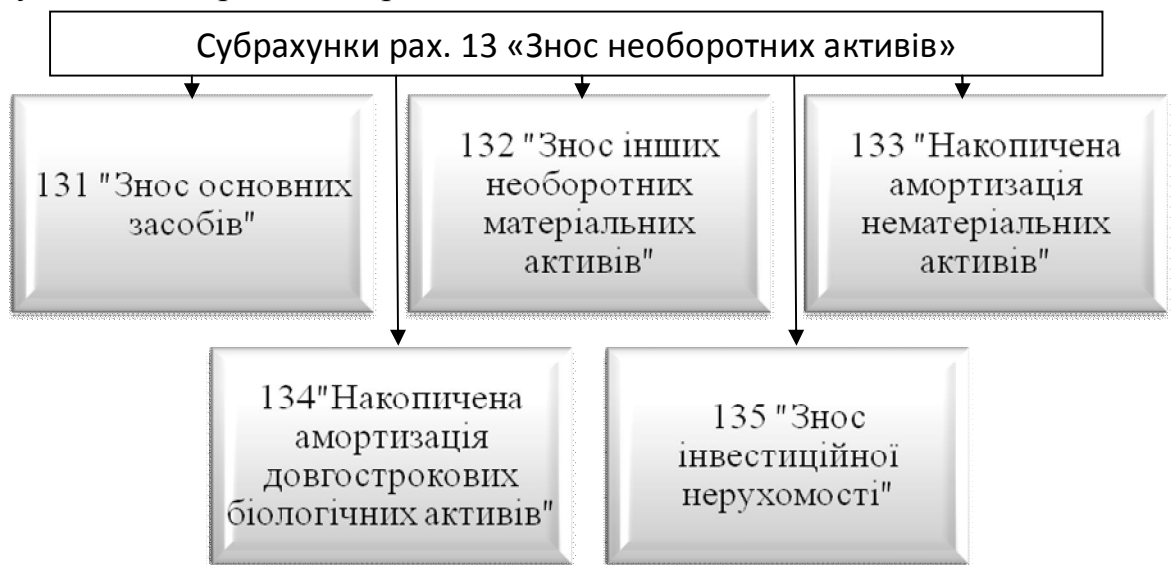 Субрахунки рах. 13 «Знос необоротних активів»
131 "Знос основних
засобів"
132 "Знос інших
необоротних
матеріальних
активів"
133 "Накопичена
амортизація
нематеріальних
активів"
134"Накопичена
амортизація
довгострокових
біологічних активів"
135 "Знос
інвестиційної
нерухомості"